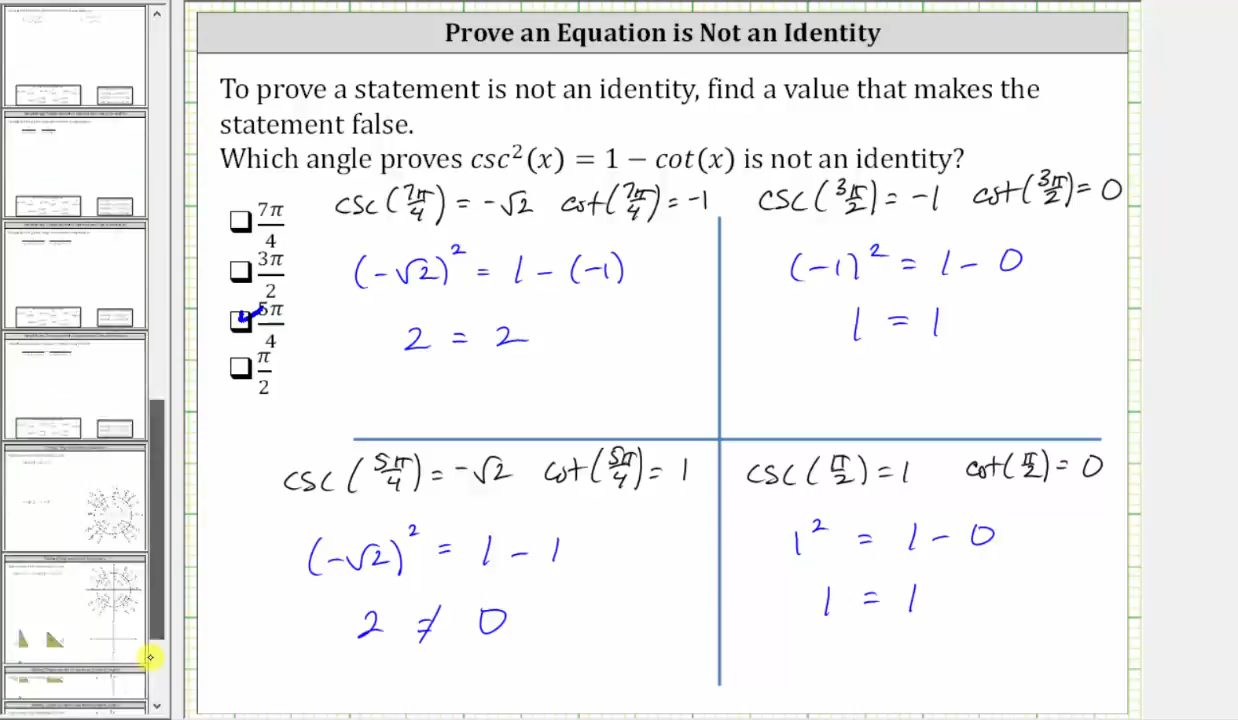 Prove an Equation is Not an Identity
To prove a statement is not an identity, find a value that makes the
statement false.
Which angle proves csc²(x) = 1 − cot(x) is not an identity?
7π/4
3π/2
5π/4
π/2
csc(7π/4) = -√2 cot(7π/4) = -1
(-√2)² = 1 - (-1)
2 = 2
csc(3π/2) = -1 cot(3π/2) = 0
(-1)² = 1 - 0
1 = 1
csc(5π/4) = -√2 cot(5π/4) = 1
(-√2)² = 1 - 1
2 ≠ 0
csc(π/2) = 1 cot(π/2) = 0
1² = 1 - 0
1 = 1